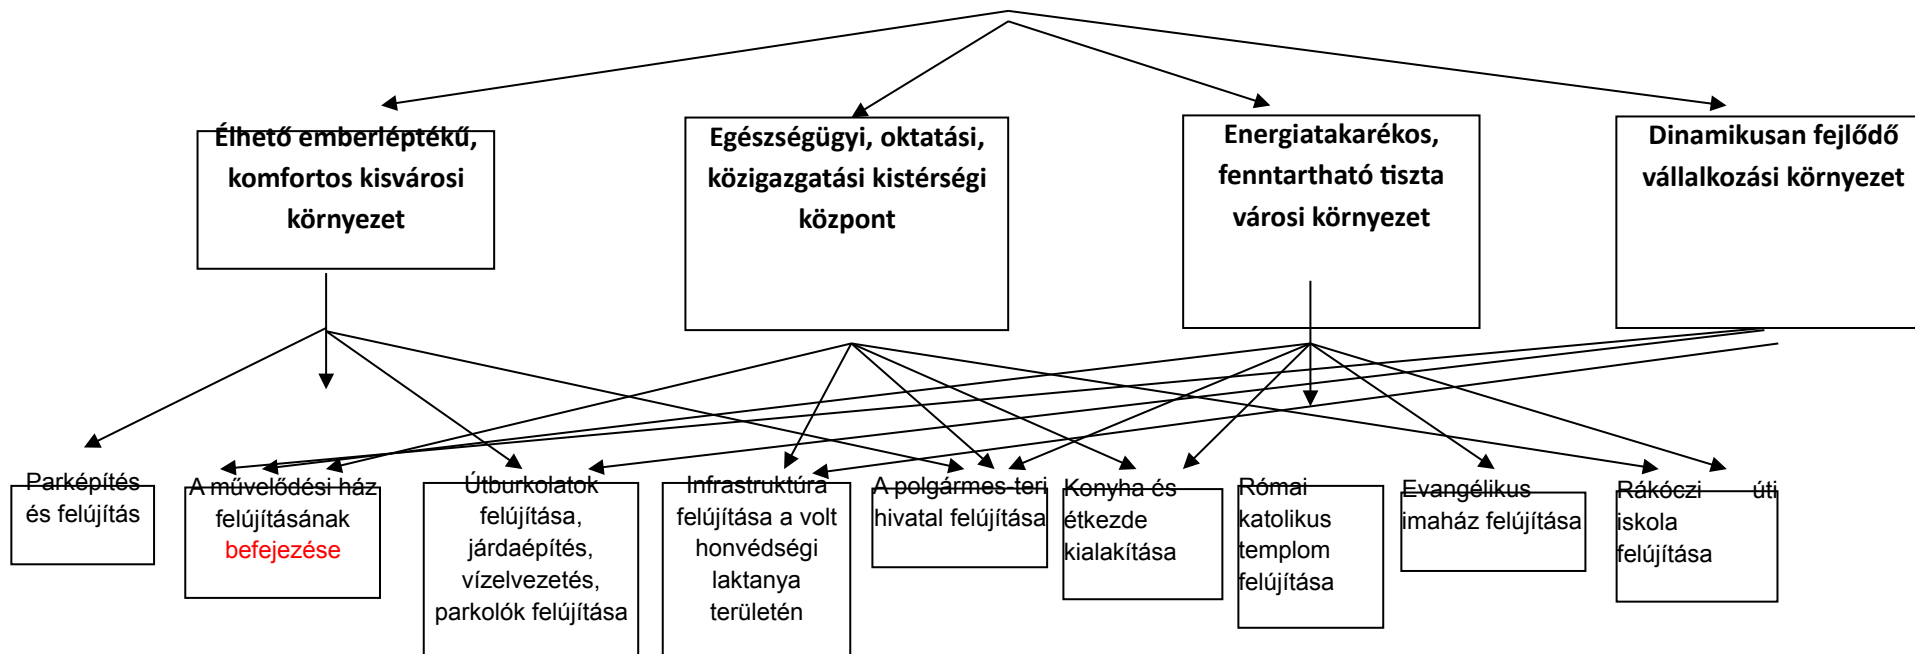 Élhető emberléptékű,
komfortos kisvárosi
környezet
Egészségügyi, oktatási,
közigazgatási kistérségi
központ
Energiatakarékos,
fenntartható tiszta
városi környezet
Dinamikusan fejlődő
vállalkozási környezet
Parképítés
és felújítás
A művelődési ház
felújításának
befejezése
Útburkolatok
felújítása,
járdaépítés,
vízelvezetés,
parkolók felújítása
Infrastruktúra
felújítása a volt
honvédségi
laktanya
területén
A polgármes-teri
hivatal felújítása
Konyha és
étkezde
kialakítása
Római
katolikus
templom
felújítása
Evangélikus
imaház felújítása
Rákóczi úti
iskola
felújítása